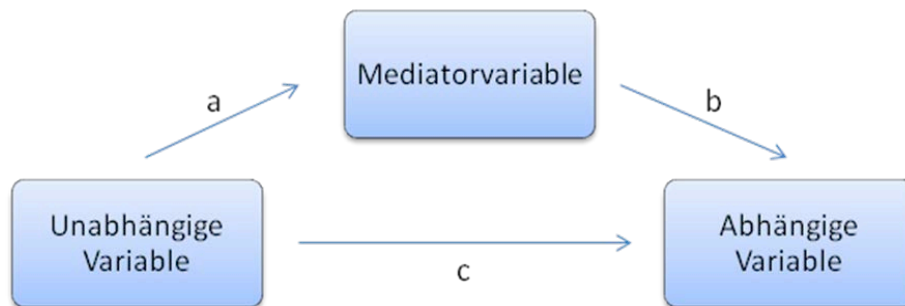 Mediatorvariable
a
b
Unabhängige
Variable
c
Abhängige
Variable